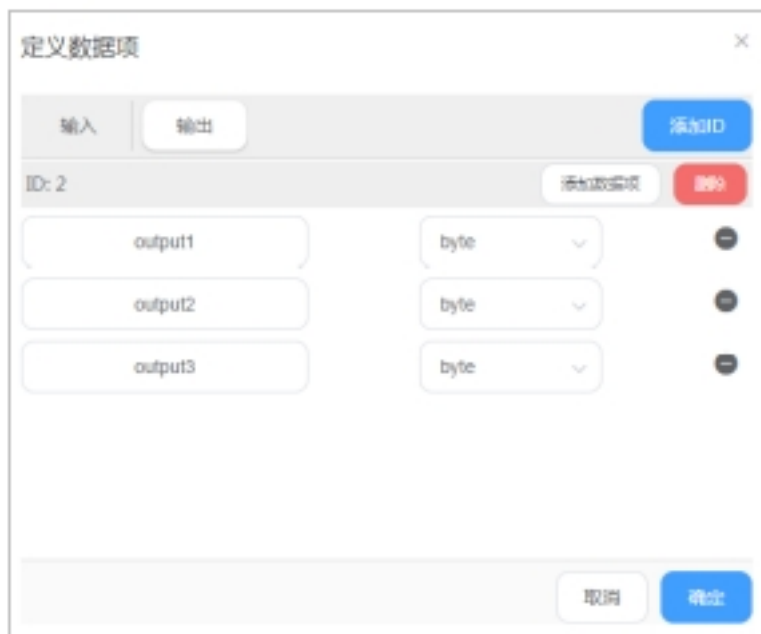 定义数据项
输入 输出 添加ID
ID: 2 添加数据项 删除
output1 byte
output2 byte
output3 byte
取消 确定